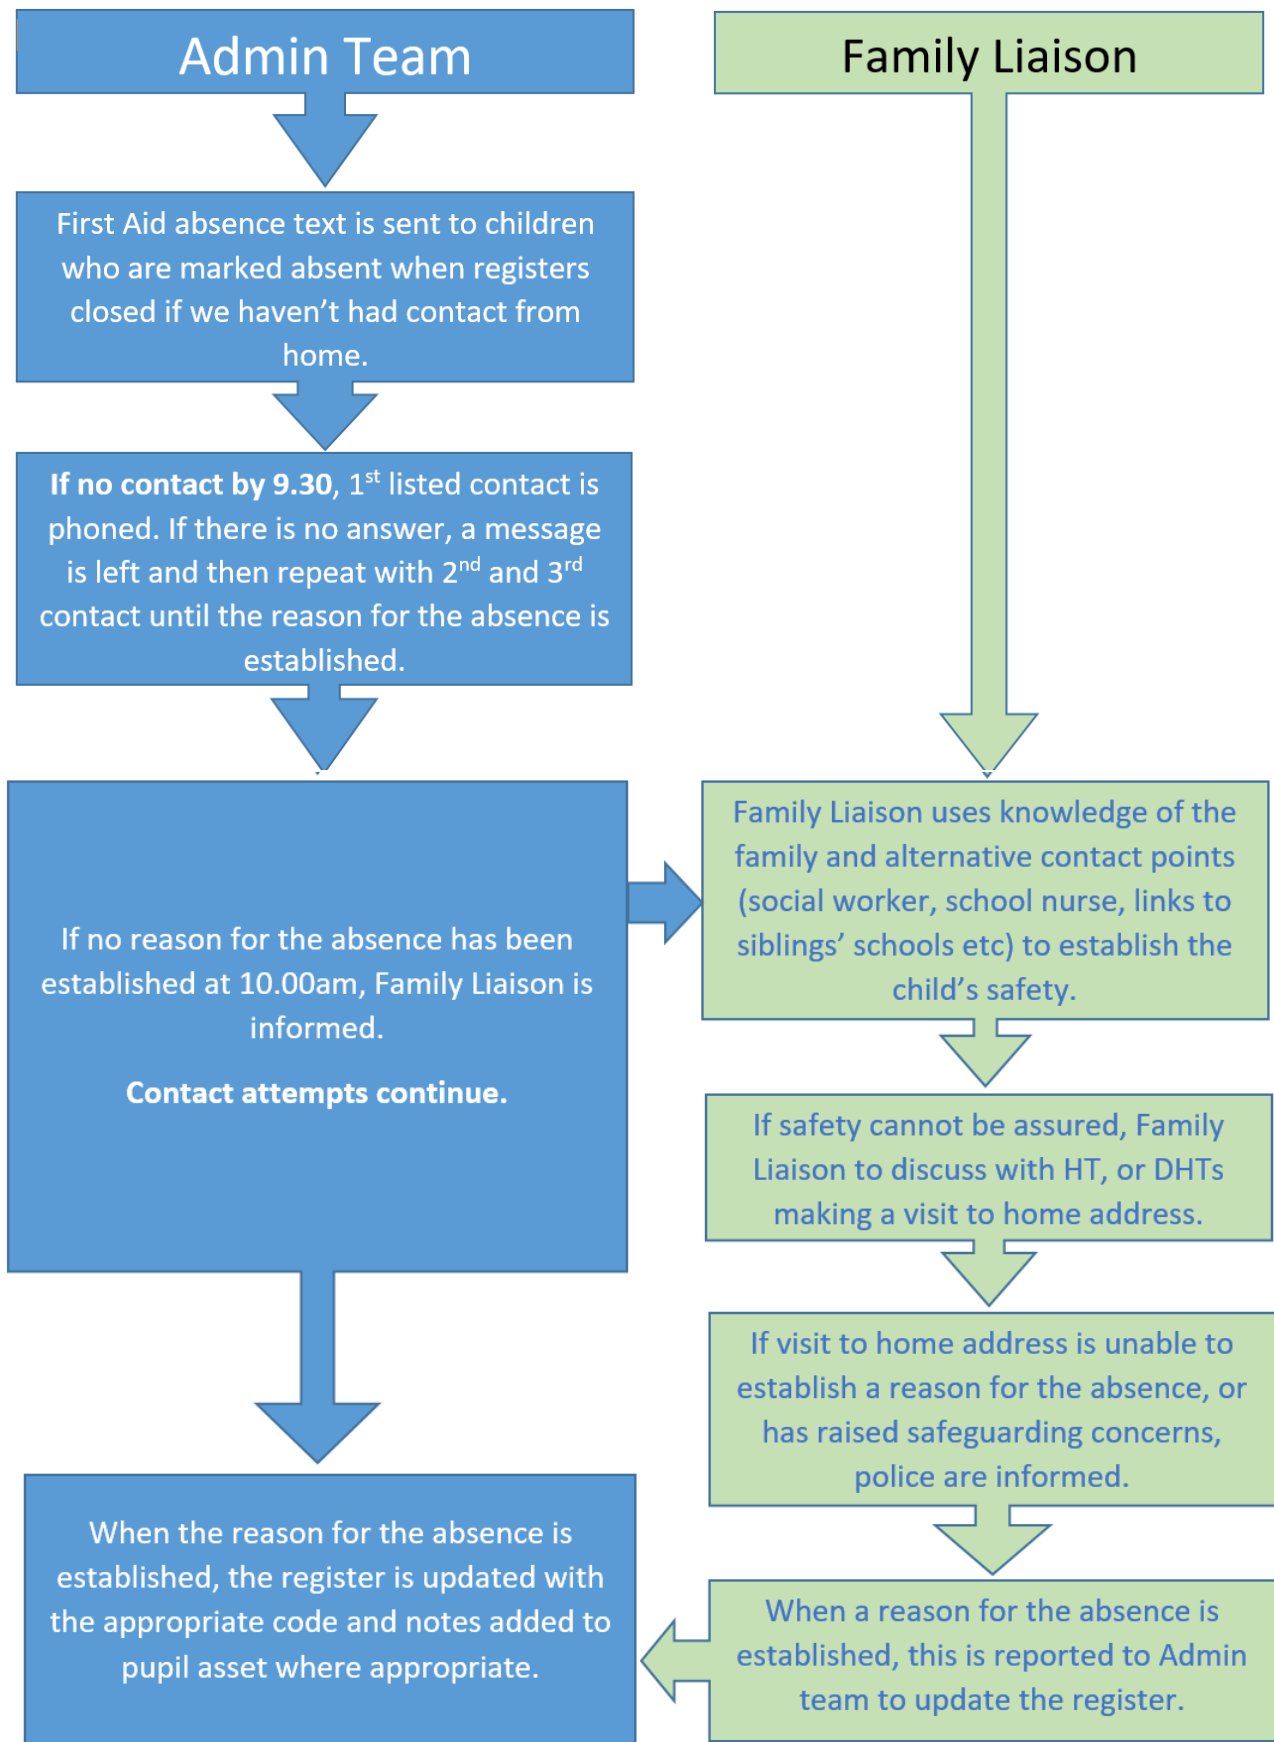 Admin Team
First Aid absence text is sent to children
who are marked absent when registers
closed if we haven’t had contact from
home.
If no contact by 9.30, 1st listed contact is
phoned. If there is no answer, a message
is left and then repeat with 2nd and 3rd
contact until the reason for the absence is
established.
If no reason for the absence has been
established at 10.00am, Family Liaison is
informed.
Contact attempts continue.
When the reason for the absence is
established, the register is updated with
the appropriate code and notes added to
pupil asset where appropriate.
Family Liaison
Family Liaison uses knowledge of the
family and alternative contact points
(social worker, school nurse, links to
siblings’ schools etc) to establish the
child’s safety.
If safety cannot be assured, Family
Liaison to discuss with HT, or DHTs
making a visit to home address.
If visit to home address is unable to
establish a reason for the absence, or
has raised safeguarding concerns,
police are informed.
When a reason for the absence is
established, this is reported to Admin
team to update the register.